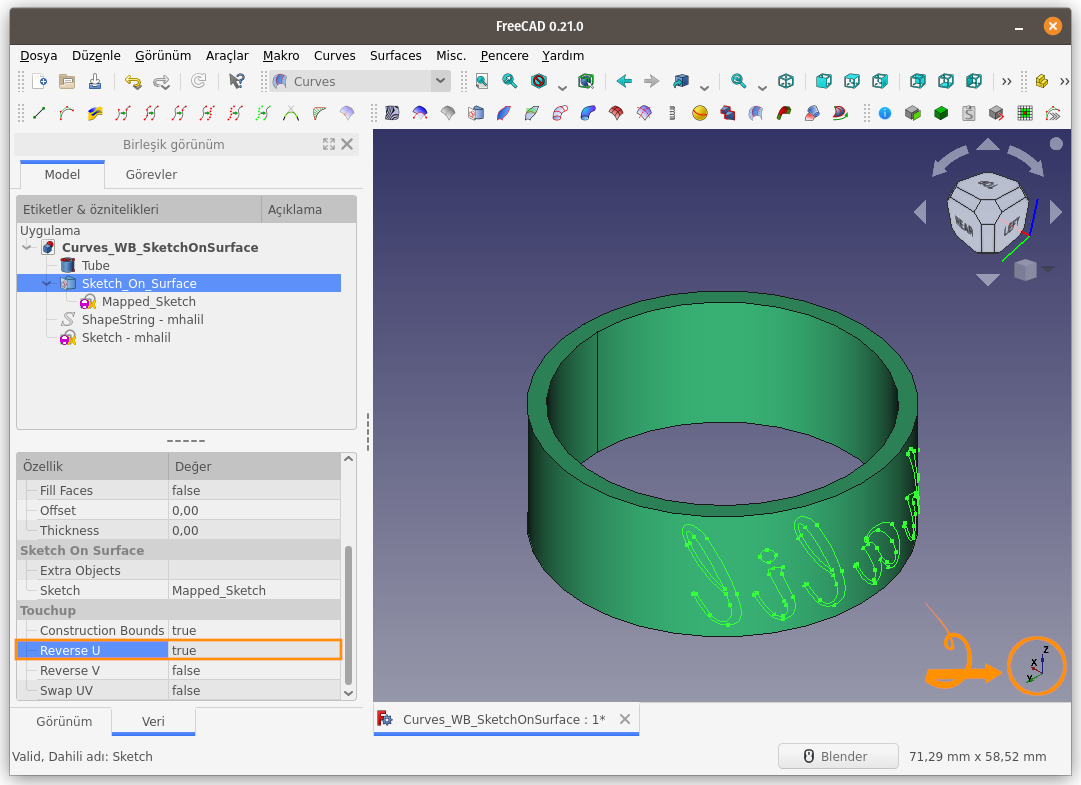 FreeCAD 0.21.0
Dosya Düzenle Görünüm Araçlar Makro Curves Surfaces Misc. Pencere Yardım
Curves
Birleşik görünüm
Model Görevler
Etiketler & öznitelikleri Açıklama
Uygulama
Curves_WB_SketchOnSurface
Tube
Sketch_On_Surface
Mapped_Sketch
ShapeString - mhalil
Sketch - mhalil
TOP
REAR LEFT
Özellik Değer
Fill Faces false
Offset 0,00
Thickness 0,00
Sketch On Surface
Extra Objects
Sketch Mapped_Sketch
Touchup
Construction Bounds true
Reverse U true
Reverse V false
Swap UV false
Z
X
Y
Görünüm Veri
Curves_WB_SketchOnSurface : 1*
Valid, Dahili adı: Sketch
Blender 71,29 mm x 58,52 mm